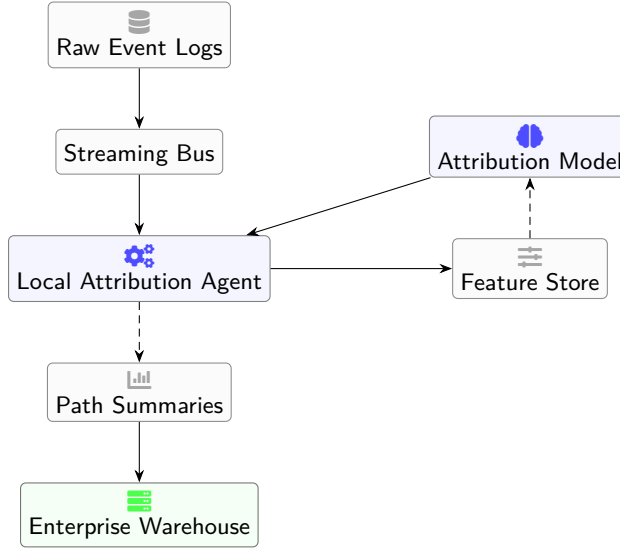 Raw Event Logs
Streaming Bus
Attribution Model
Local Attribution Agent
Feature Store
Path Summaries
Enterprise Warehouse